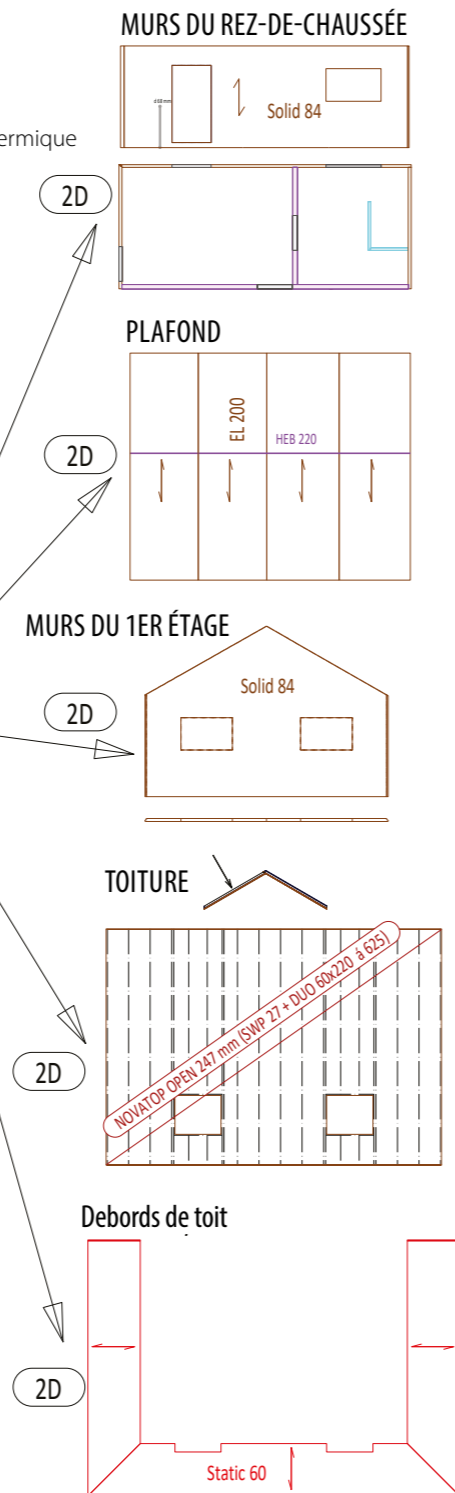 MURS DU REZ-DE-CHAUSSÉE
Solid 84
ermique
2D
PLAFOND
EL 200
HEB 220
2D
MURS DU 1ER ÉTAGE
Solid 84
2D
TOITURE
NOVATOP OPEN 247 mm (SWP 27 + DUO 60x220 á 625)
2D
Debords de toit
2D
Static 60